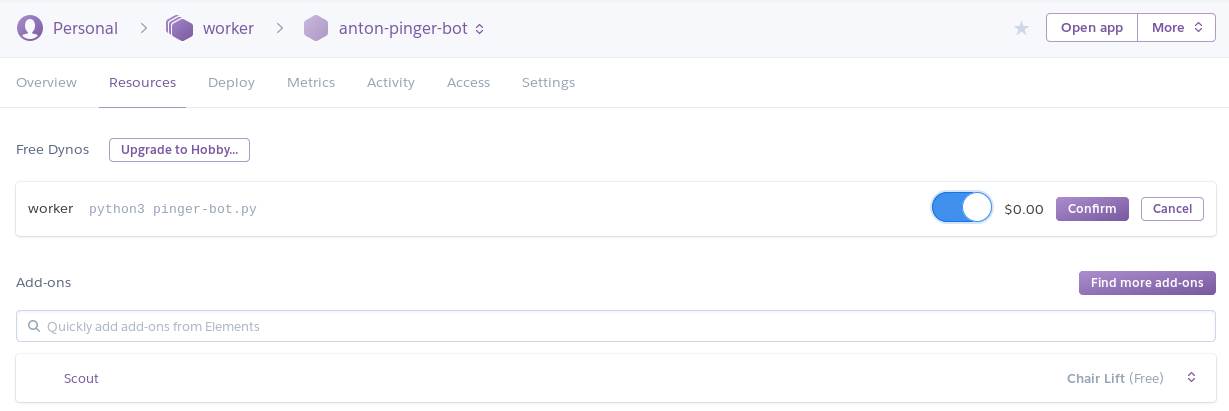 Personal worker anton-pinger-bot Open app More
Overview Resources Deploy Metrics Activity Access Settings
Free Dynos Upgrade to Hobby...
worker python3 pinger-bot.py $0.00 Confirm Cancel
Add-ons Find more add-ons
Quickly add add-ons from Elements
Scout Chair Lift (Free)